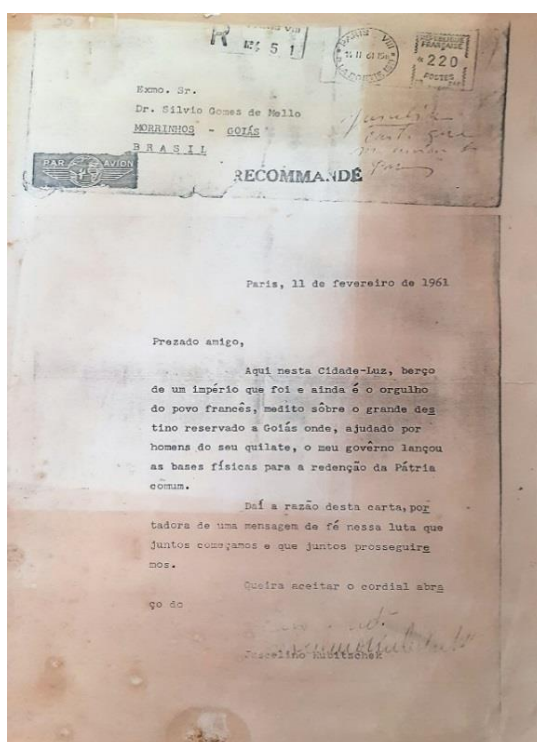 R
Nº 5 1
PARIS VIII
REPUBLIQUE
FRANÇAISE
220
POSTES
Exmo. Sr.
Dr. Silvio Gomes de Mello
MORRINHOS - GOIÁS
BRASIL
PAR AVION
RECOMMANDÉ
Paris, 11 de fevereiro de 1961
Prezado amigo,
Aqui nesta Cidade-Luz, berço
de um império que foi e ainda é o orgulho
do povo francês, medito sôbre o grande des
tino reservado a Goiás onde, ajudado por
homens do seu quilate, o meu govêrno lançou
as bases físicas para a redenção da Pátria
comum.
Daí a razão desta carta, por
tadora de uma mensagem de fé nessa luta que
juntos começamos e que juntos prosseguire
mos.
Queira aceitar o cordial abra
ço do
Juscelino Kubitschek